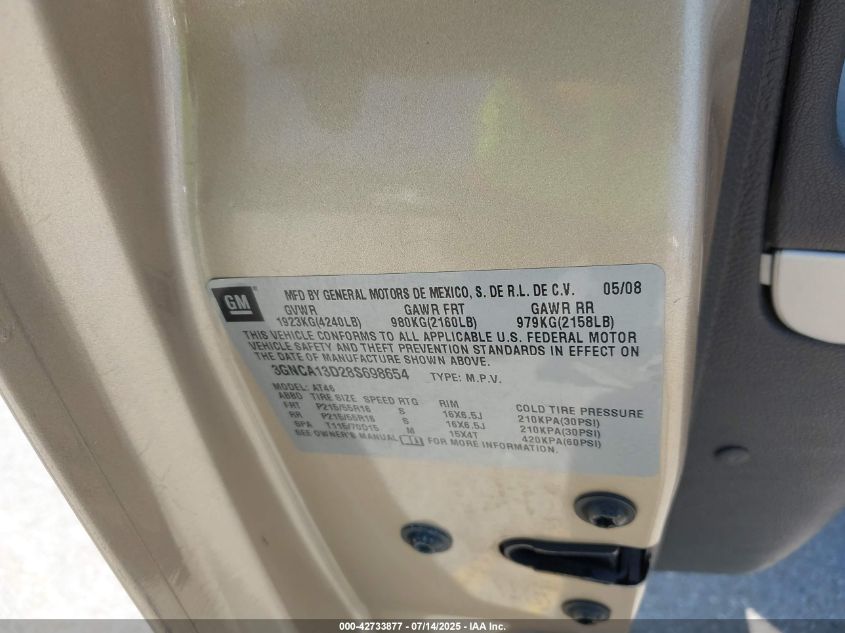 GM
MFD BY GENERAL MOTORS DE MEXICO, S. DE R.L. DE C.V. 05/08
GVWR GAWR FRT GAWR RR
1923KG(4240LB) 980KG(2160LB) 979KG(2158LB)
THIS VEHICLE CONFORMS TO ALL APPLICABLE U.S. FEDERAL MOTOR
VEHICLE SAFETY AND THEFT PREVENTION STANDARDS IN EFFECT ON
THE DATE OF MANUFACTURE SHOWN ABOVE.
3GNCA13D28S698654 TYPE: M.P.V.
MODEL: AT46
ABBD TIRE SIZE SPEED RTG RIM COLD TIRE PRESSURE
FRT P215/55R16 S 16X6.5J 210KPA(30PSI)
RR P215/55R16 S 16X6.5J 210KPA(30PSI)
SPA T115/70D15 M 15X4T 420KPA(60PSI)
SEE OWNER'S MANUAL FOR MORE INFORMATION.
000-42733877 - 07/14/2025 - IAA Inc.